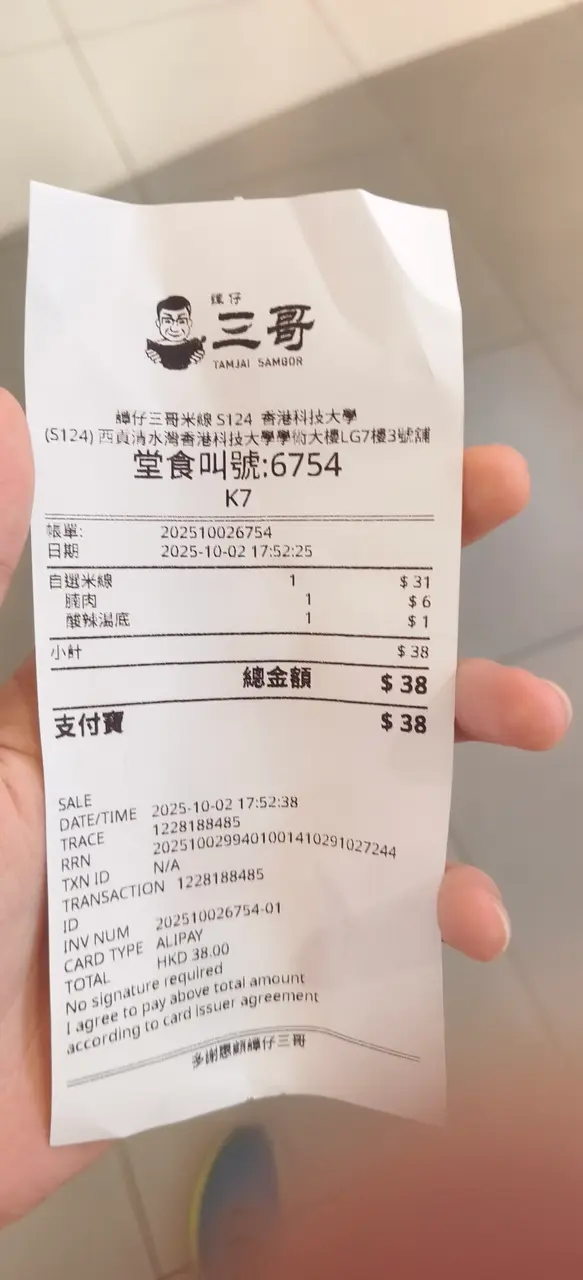 譚仔
三哥
TAMJAI SAMGOR
譚仔三哥米線 S124 香港科技大學
(S124) 西貢清水灣香港科技大學學術大樓LG7樓3號舖
堂食叫號:6754
K7
帳單: 202510026754
日期 2025-10-02 17:52:25
自選米線 1 $ 31
腩肉 1 $ 6
酸辣湯底 1 $ 1
小計 $ 38
總金額 $ 38
支付寶 $ 38
SALE
DATE/TIME 2025-10-02 17:52:38
TRACE 1228188485
RRN 2025100299401001410291027244
TXN ID N/A
TRANSACTION 1228188485
ID
INV NUM 202510026754-01
CARD TYPE ALIPAY
TOTAL HKD 38.00
No signature required
I agree to pay above total amount
according to card issuer agreement
多謝惠顧譚仔三哥